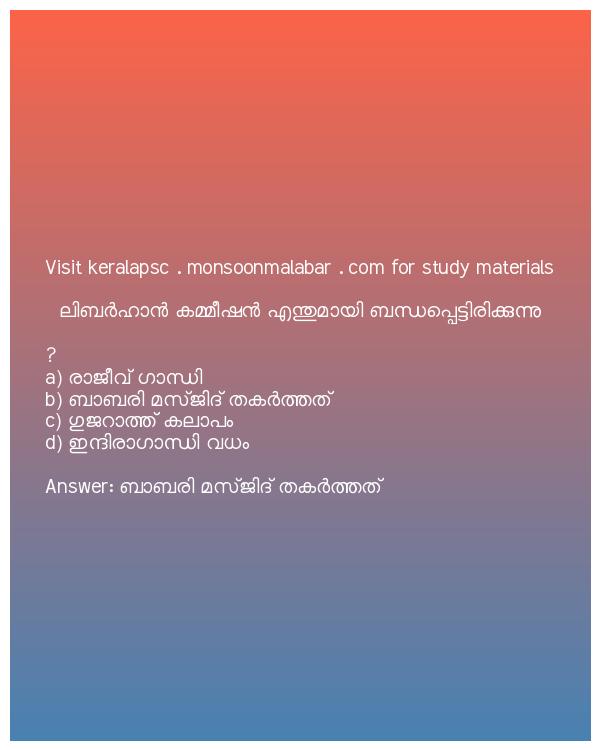 Visit keralapsc . monsoonmalabar . com for study materials
ലിബർഹാൻ കമ്മീഷൻ എന്തുമായി ബന്ധപ്പെട്ടിരിക്കുന്നു
?
a) രാജീവ് ഗാന്ധി
b) ബാബരി മസ്ജിദ് തകർത്തത്
c) ഗുജറാത്ത് കലാപം
d) ഇന്ദിരാഗാന്ധി വധം
Answer: ബാബരി മസ്ജിദ് തകർത്തത്